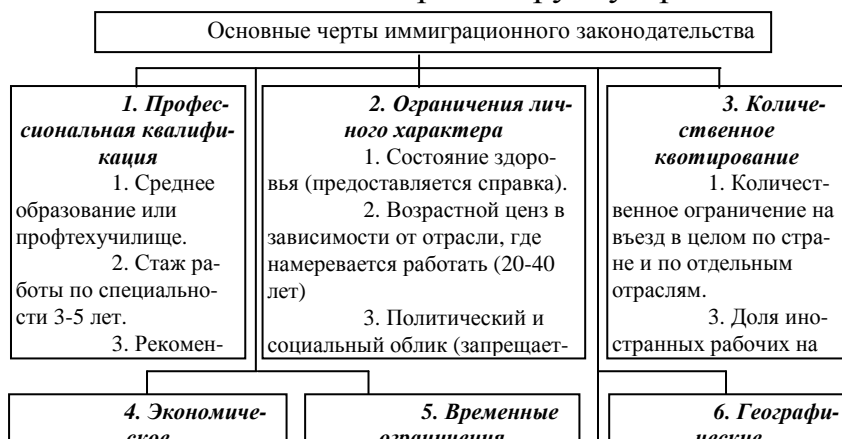 Основные черты иммиграционного законодательства
1. Профес-
сиональная квалифи-
кация
1. Среднее
образование или
профтехучилище.
2. Стаж ра-
боты по специально-
сти 3-5 лет.
3. Рекомен-
2. Ограничения лич-
ного характера
1. Состояние здоро-
вья (предоставляется справка).
2. Возрастной ценз в
зависимости от отрасли, где
намеревается работать (20-40
лет)
3. Политический и
социальный облик (запрещает-
3. Количе-
ственное
квотирование
1. Количест-
венное ограничение на
въезд в целом по стра-
не и по отдельным
отраслям.
3. Доля ино-
странных рабочих на
4. Экономиче-
ское
5. Временные
ограничения
6. Географи-
ческие